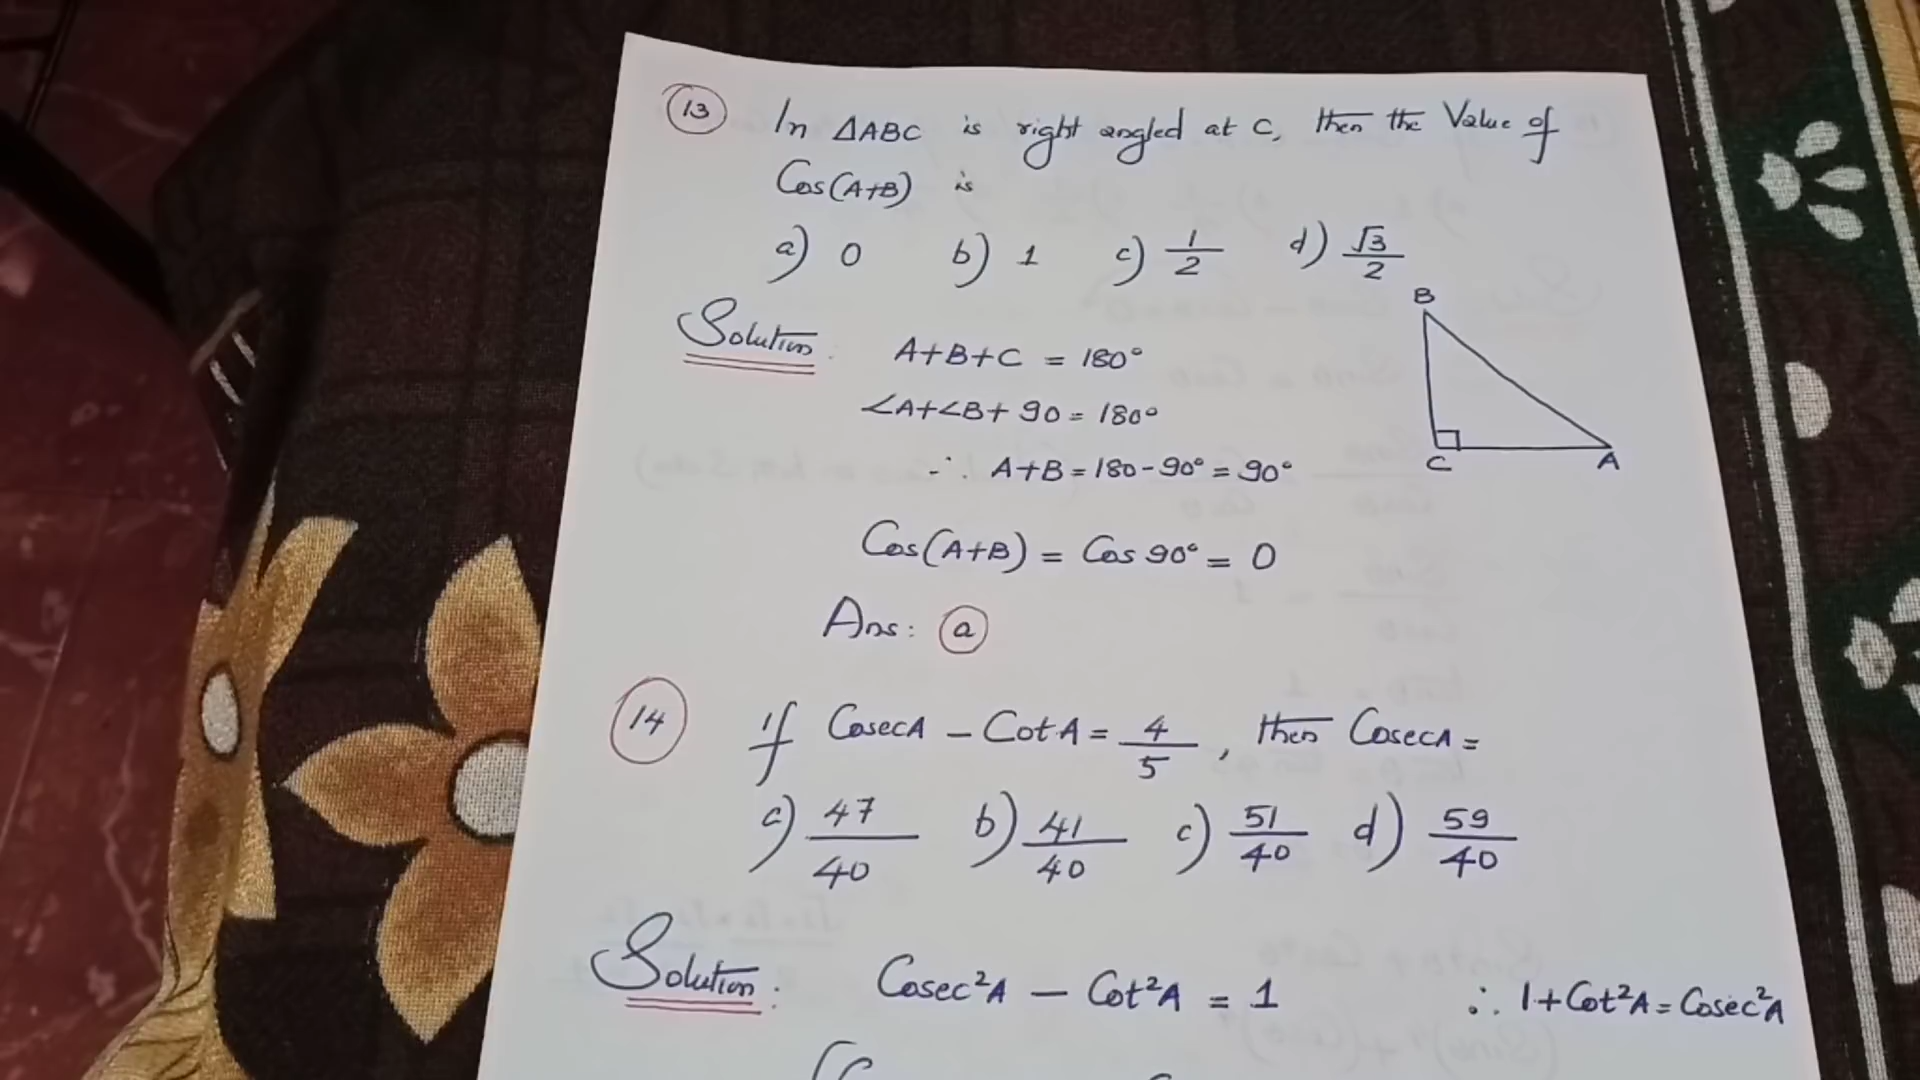 13 In ΔABC is right angled at C, then the Value of
Cos(A+B) is
a) 0 b) 1 c) 1/2 d) √3/2
Solution: A+B+C = 180°
∠A+∠B+90 = 180°
∴ A+B = 180-90° = 90°
B
C A
Cos(A+B) = Cos 90° = 0
Ans: a
14 If CosecA - CotA = 4/5, then CosecA =
a) 47/40 b) 41/40 c) 51/40 d) 59/40
Solution: Cosec²A - Cot²A = 1 ∴ 1+Cot²A = Cosec²A